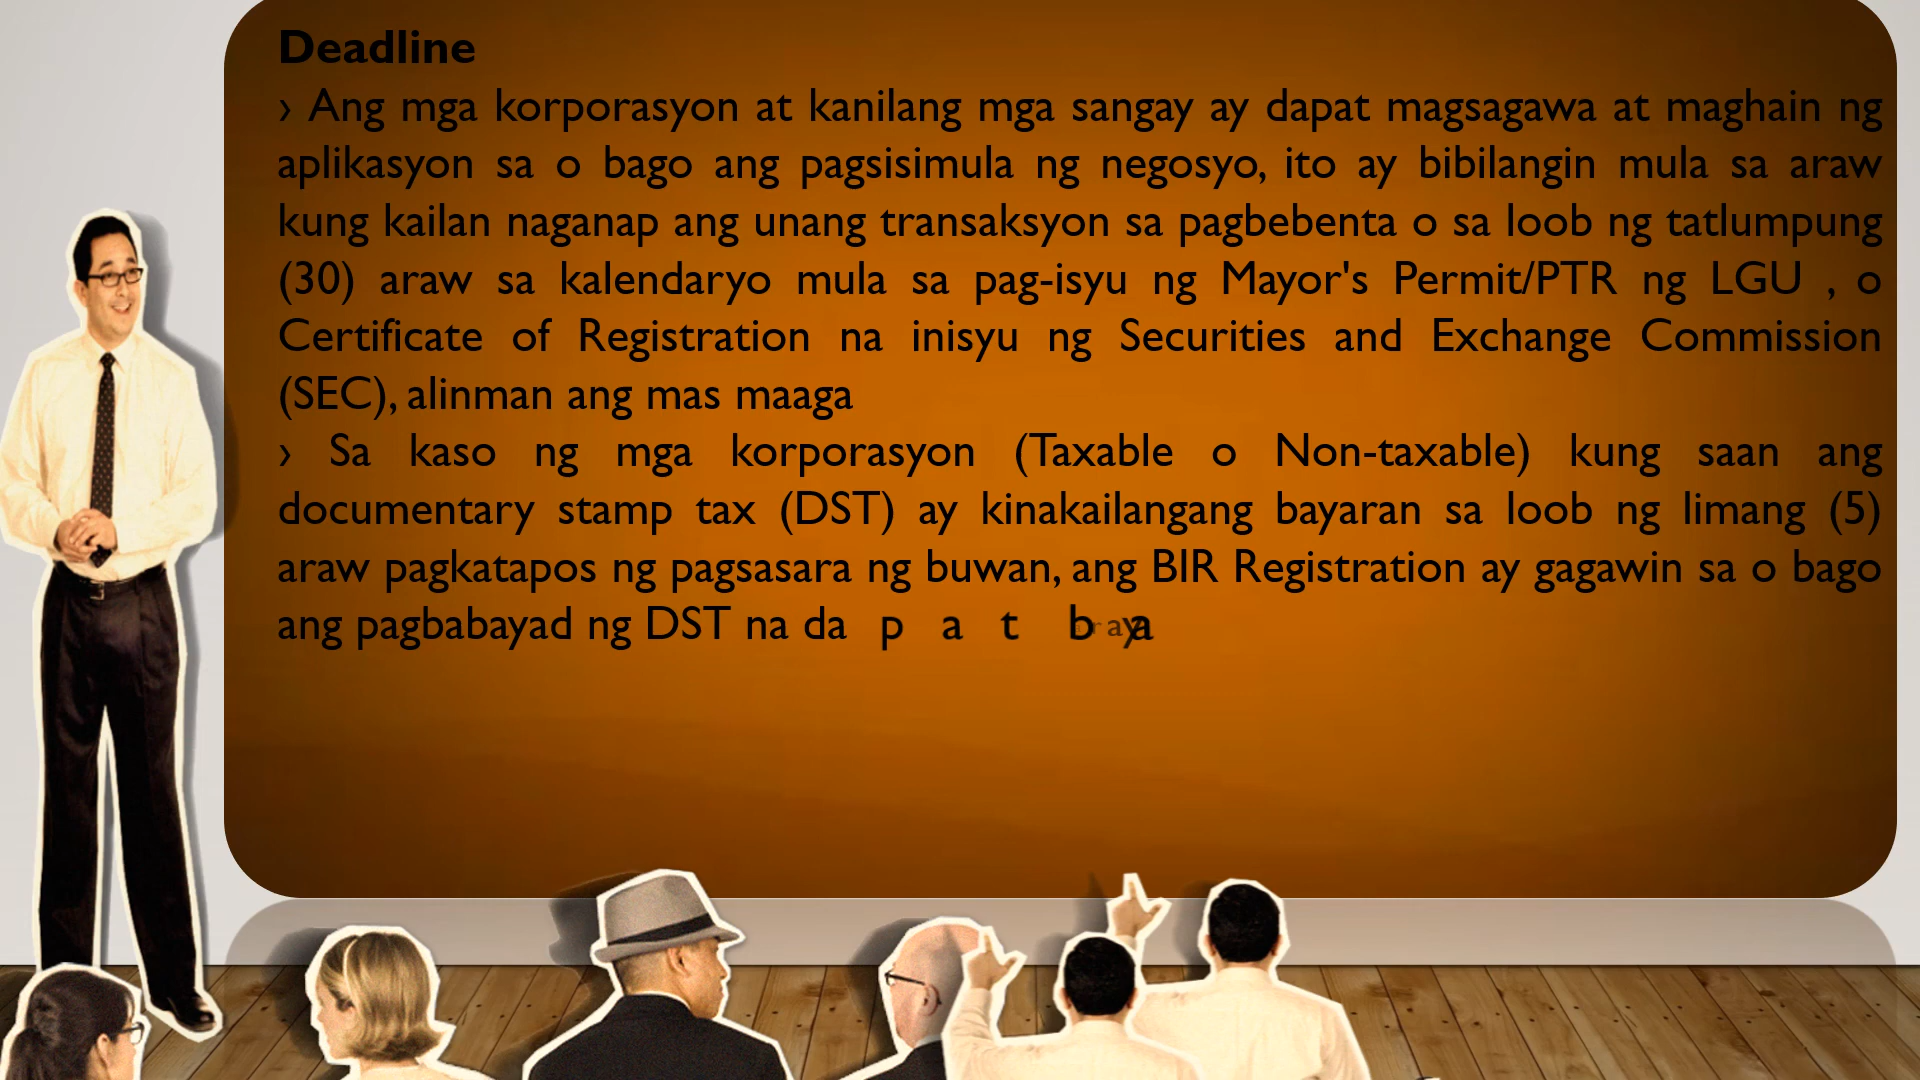 Deadline
› Ang mga korporasyon at kanilang mga sangay ay dapat magsagawa at maghain ng
aplikasyon sa o bago ang pagsisimula ng negosyo, ito ay bibilangin mula sa araw
kung kailan naganap ang unang transaksyon sa pagbebenta o sa loob ng tatlumpung
(30) araw sa kalendaryo mula sa pag-isyu ng Mayor's Permit/PTR ng LGU , o
Certificate of Registration na inisyu ng Securities and Exchange Commission
(SEC), alinman ang mas maaga
› Sa kaso ng mga korporasyon (Taxable o Non-taxable) kung saan ang
documentary stamp tax (DST) ay kinakailangang bayaran sa loob ng limang (5)
araw pagkatapos ng pagsasara ng buwan, ang BIR Registration ay gagawin sa o bago
ang pagbabayad ng DST na da p a t